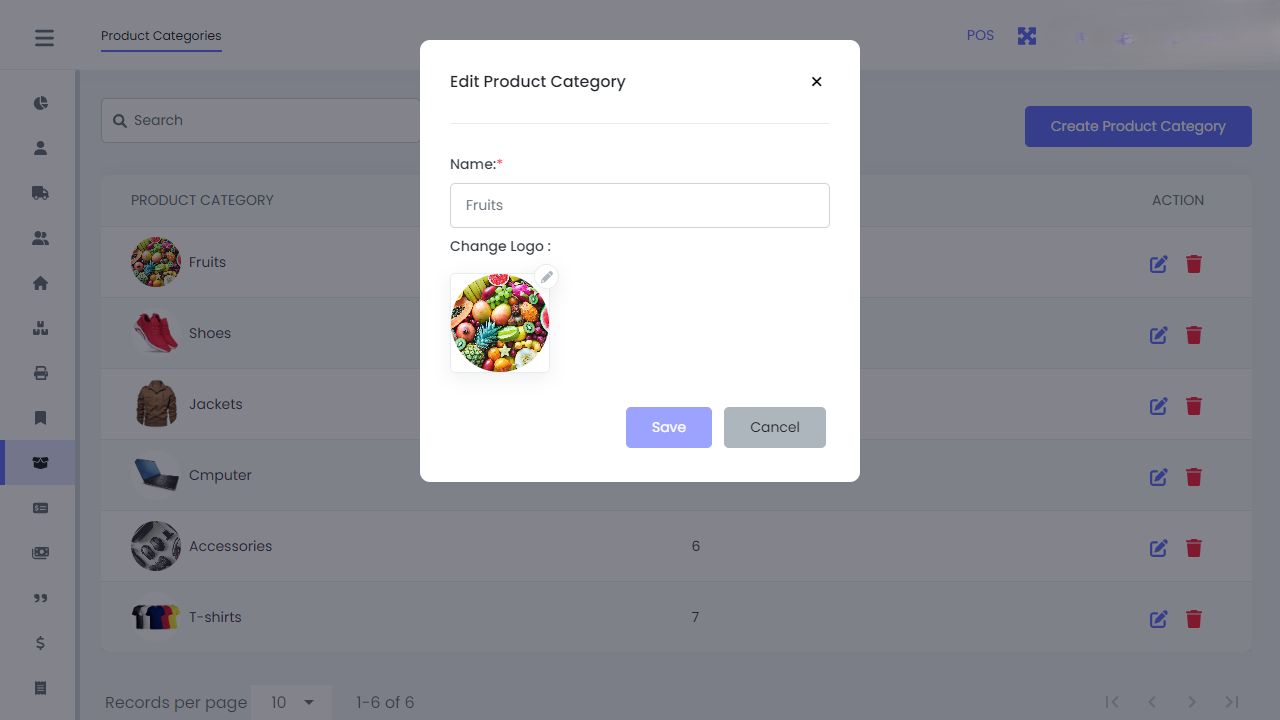 Product Categories
POS
Edit Product Category
Search
Create Product Category
Name:*
PRODUCT CATEGORY
ACTION
Fruits
Change Logo :
Fruits
Shoes
Jackets
Save
Cancel
Cmputer
Accessories
6
T-shirts
7
Records per page
10
1-6 of 6